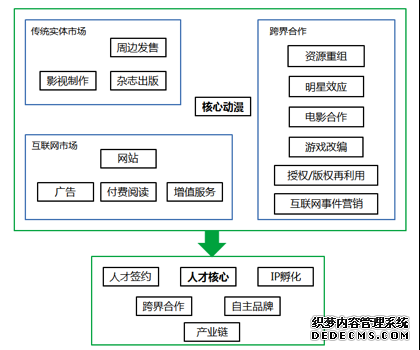 传统实体市场
周边发售
影视制作
杂志出版
核心动漫
跨界合作
资源重组
明星效应
电影合作
游戏改编
授权/版权再利用
互联网事件营销
互联网市场
网站
广告
付费阅读
增值服务
人才签约
人才核心
IP孵化
跨界合作
自主品牌
产业链
织梦内容管理系统
DEDECMS.COM